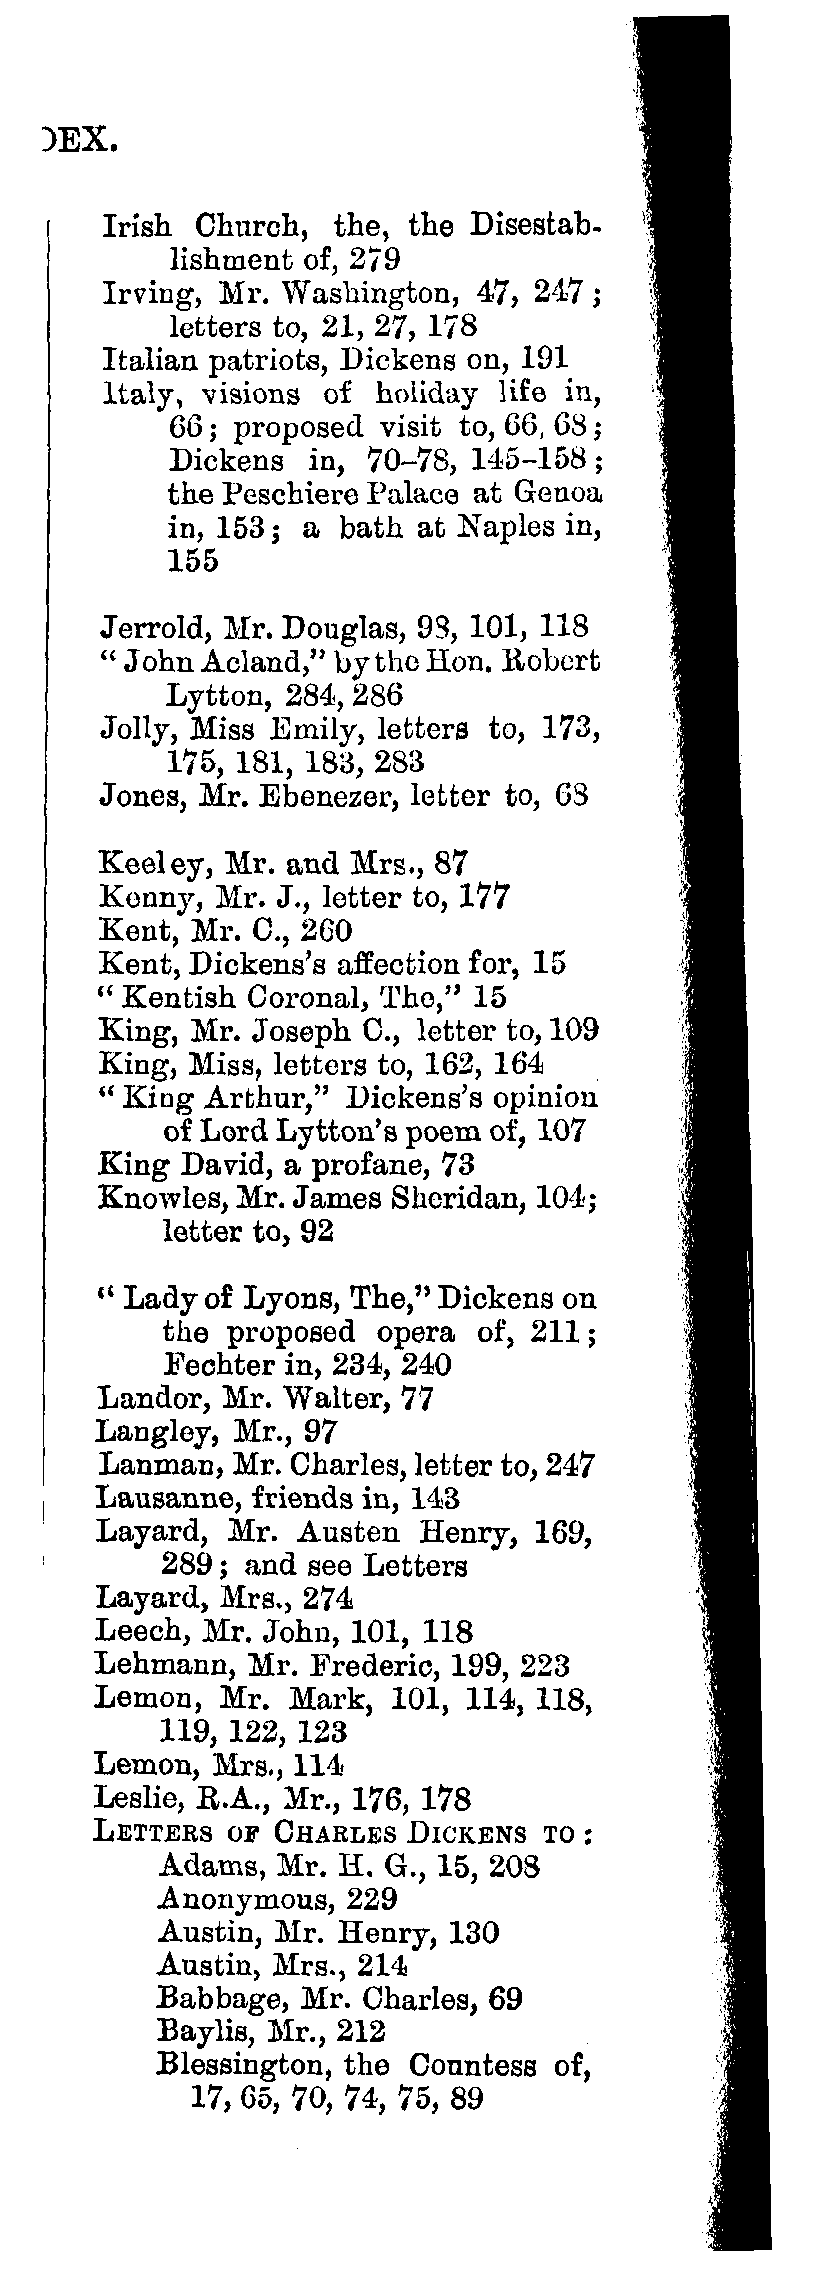 DEX.
Irish Church, the, the Disestab-
lishment of, 279
Irving, Mr. Washington, 47, 247;
letters to, 21, 27, 178
Italian patriots, Dickens on, 191
Italy, visions of holiday life in,
66; proposed visit to, 66, 68;
Dickens in, 70–78, 145–158;
the Peschiere Palace at Genoa
in, 153; a bath at Naples in,
155
Jerrold, Mr. Douglas, 98, 101, 118
“John Acland,” by the Hon. Robert
Lytton, 284, 286
Jolly, Miss Emily, letters to, 173,
175, 181, 183, 283
Jones, Mr. Ebenezer, letter to, 68
Keeley, Mr. and Mrs., 87
Kenny, Mr. J., letter to, 177
Kent, Mr. C., 260
Kent, Dickens's affection for, 15
“Kentish Coronal, The,” 15
King, Mr. Joseph C., letter to, 109
King, Miss, letters to, 162, 164
“King Arthur,” Dickens's opinion
of Lord Lytton's poem of, 107
King David, a profane, 73
Knowles, Mr. James Sheridan, 104;
letter to, 92
“Lady of Lyons, The,” Dickens on
the proposed opera of, 211;
Fechter in, 234, 240
Landor, Mr. Walter, 77
Langley, Mr., 97
Lanman, Mr. Charles, letter to, 247
Lausanne, friends in, 143
Layard, Mr. Austen Henry, 169,
289; and see Letters
Layard, Mrs., 274
Leech, Mr. John, 101, 118
Lehmann, Mr. Frederic, 199, 223
Lemon, Mr. Mark, 101, 114, 118,
119, 122, 123
Lemon, Mrs., 114
Leslie, R.A., Mr., 176, 178
LETTERS OF CHARLES DICKENS TO:
Adams, Mr. H. G., 15, 208
Anonymous, 229
Austin, Mr. Henry, 130
Austin, Mrs., 214
Babbage, Mr. Charles, 69
Baylis, Mr., 212
Blessington, the Countess of,
17, 65, 70, 74, 75, 89